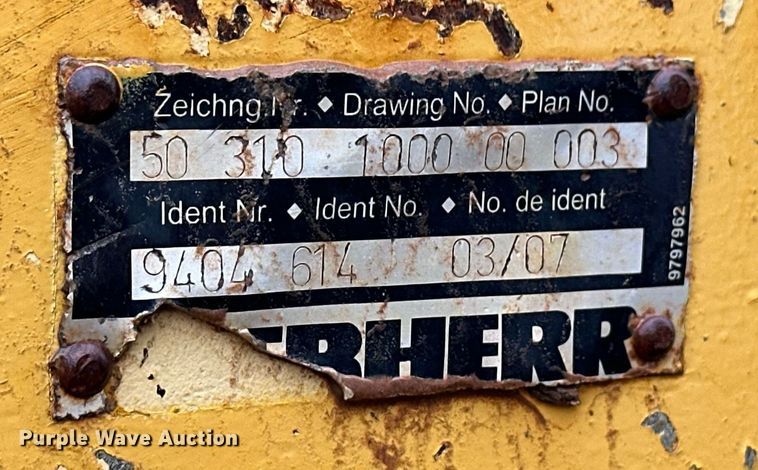 Zeichng.Nr. ◆ Drawing No. ◆ Plan No.
50 310 1000 00 003
Ident Nr. ◆ Ident No. ◆ No. de ident
9404 614 03/07
9797962
EBHERR
Purple Wave Auction